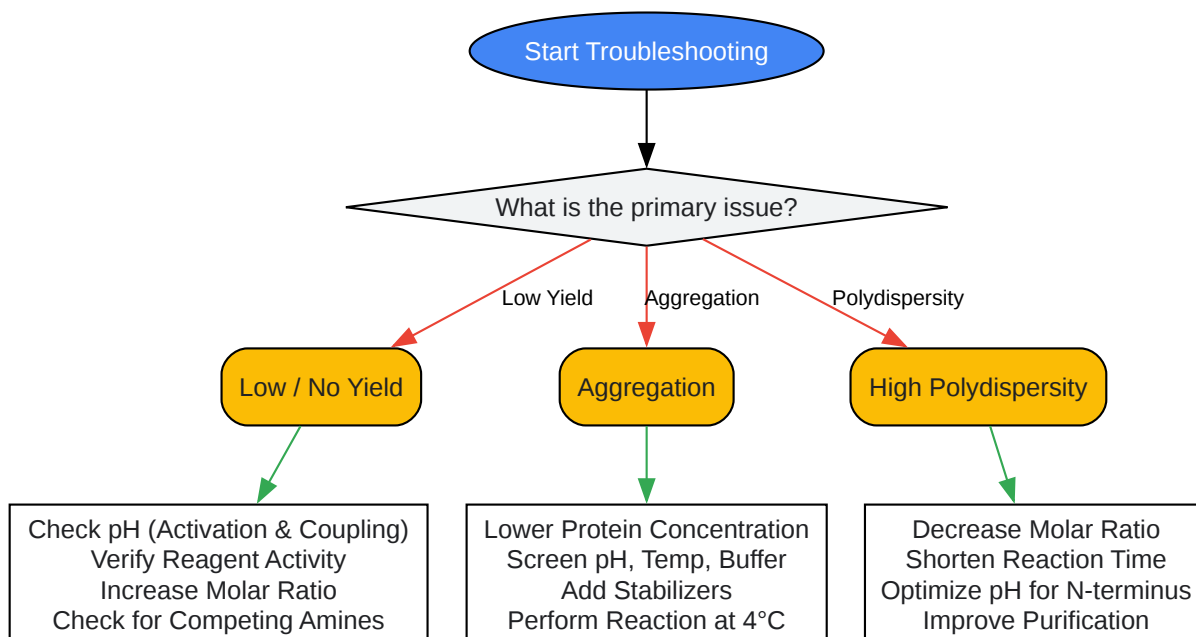 Start Troubleshooting
What is the primary issue?
Low Yield
Aggregation
Polydispersity
Low / No Yield
Aggregation
High Polydispersity
Check pH (Activation & Coupling)
Verify Reagent Activity
Increase Molar Ratio
Check for Competing Amines
Lower Protein Concentration
Screen pH, Temp, Buffer
Add Stabilizers
Perform Reaction at 4°C
Decrease Molar Ratio
Shorten Reaction Time
Optimize pH for N-terminus
Improve Purification